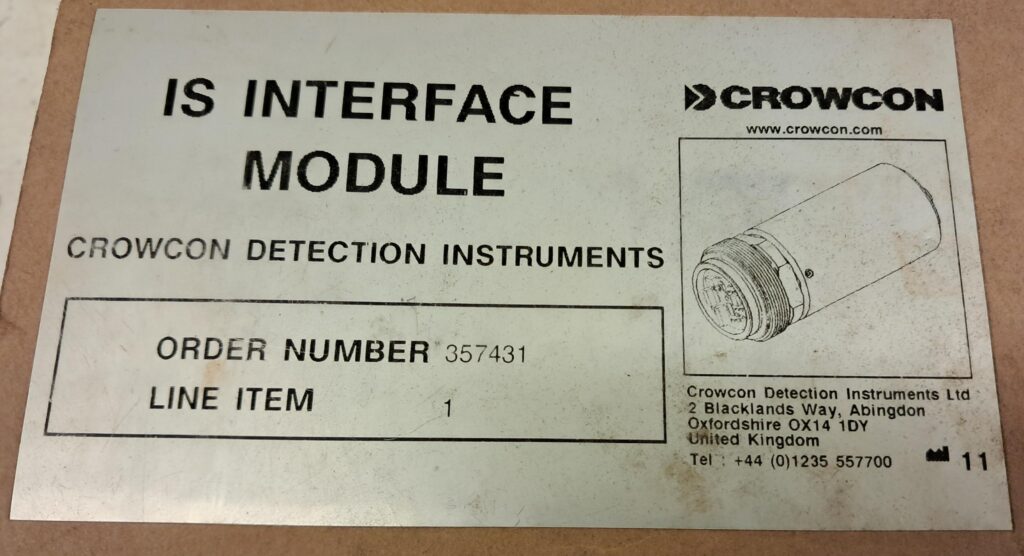 IS INTERFACE
MODULE
CROWCON DETECTION INSTRUMENTS
ORDER NUMBER 357431
LINE ITEM 1
CROWCON
www.crowcon.com
Crowcon Detection Instruments Ltd
2 Blacklands Way, Abingdon
Oxfordshire OX14 1DY
United Kingdom
Tel : +44 (0)1235 557700
11